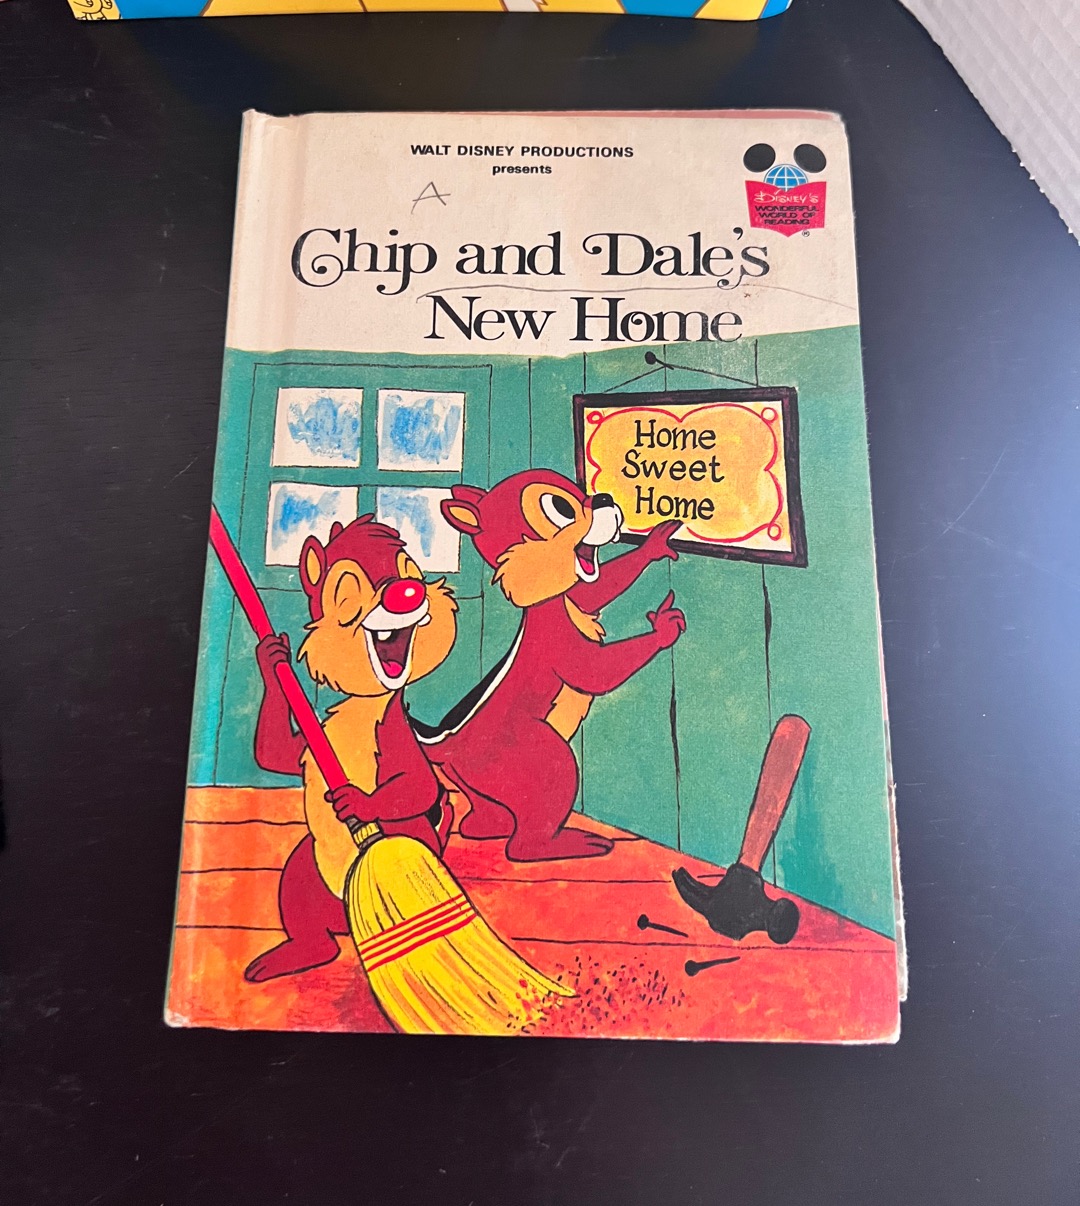 WALT DISNEY PRODUCTIONS
presents
A
DISNEY'S
WONDERFUL
WORLD OF
READING
®
Chip and Dale's
New Home
Home
Sweet
Home